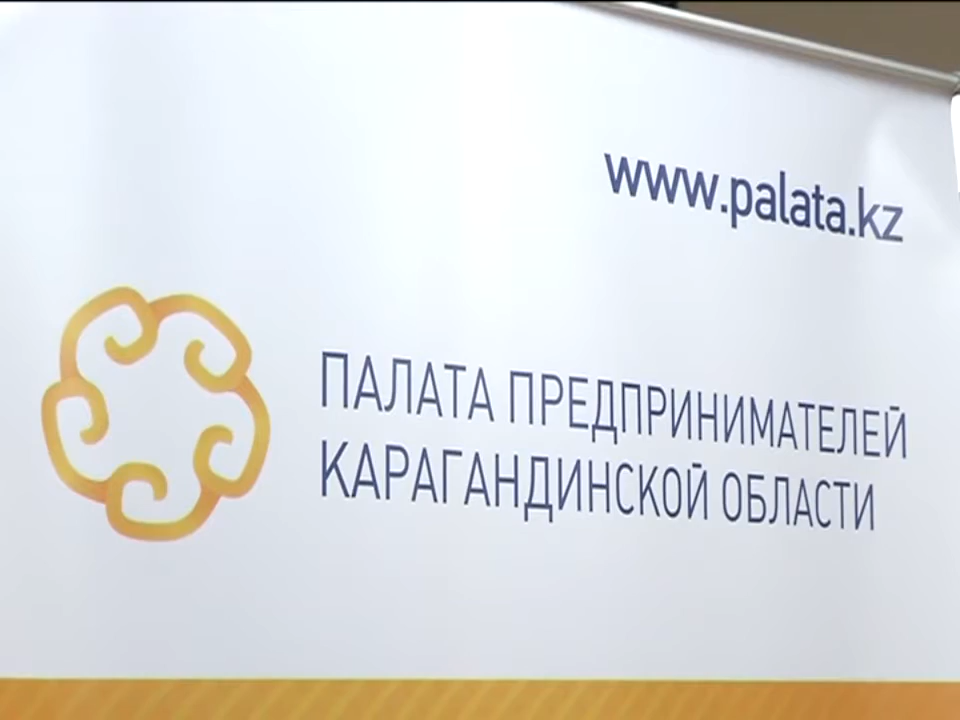 www.palata.kz
ПАЛАТА ПРЕДПРИНИМАТЕЛЕЙ
КАРАГАНДИНСКОЙ ОБЛАСТИ